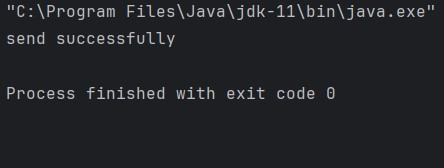 "C:\Program Files\Java\jdk-11\bin\java.exe"
send successfully
Process finished with exit code 0